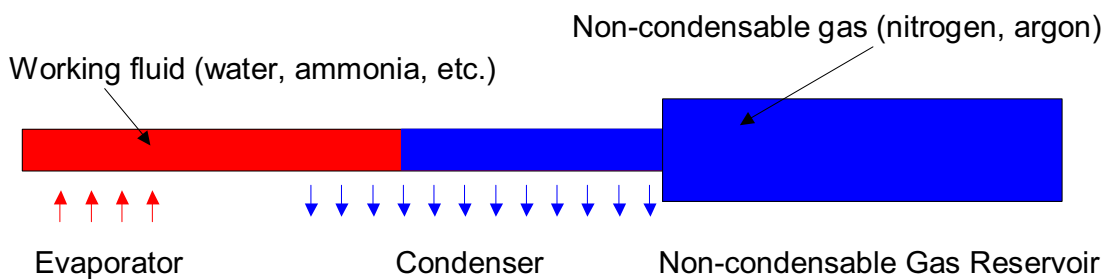 Non-condensable gas (nitrogen, argon)
Working fluid (water, ammonia, etc.)
Evaporator
Condenser
Non-condensable Gas Reservoir